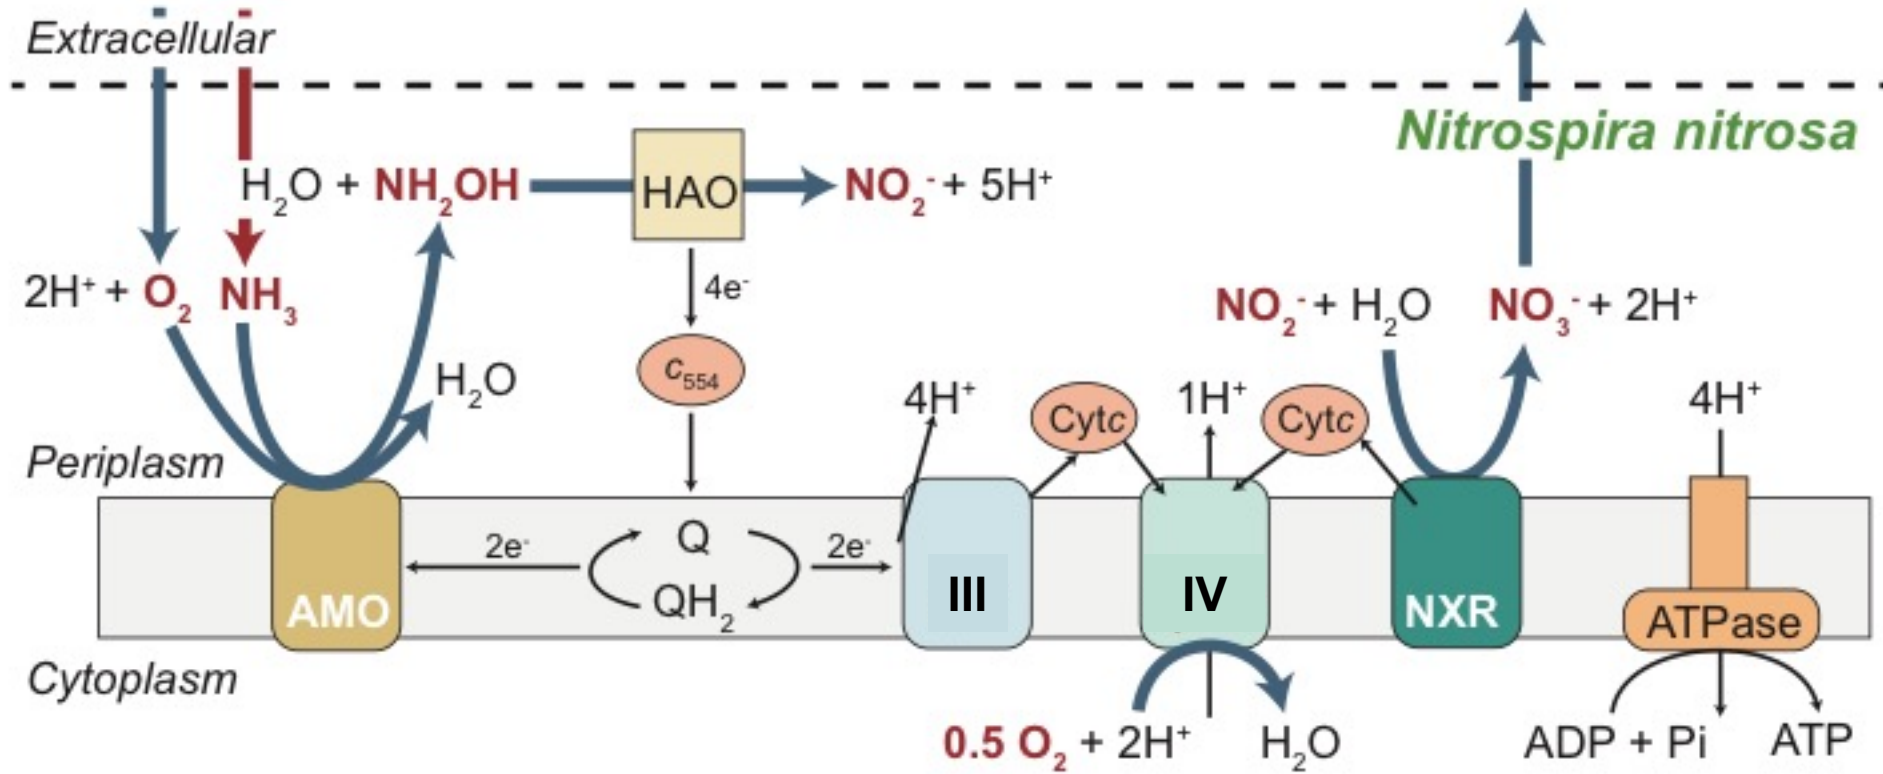 Extracellular
Nitrospira nitrosa
H₂O + NH₂OH
HAO
NO₂⁻ + 5H⁺
2H⁺ + O₂
NH₃
4e⁻
NO₂⁻ + H₂O
NO₃⁻ + 2H⁺
H₂O
c₅₅₄
4H⁺
Cytc
1H⁺
Cytc
4H⁺
Periplasm
AMO
2e⁻
Q
QH₂
2e⁻
III
IV
NXR
ATPase
Cytoplasm
0.5 O₂ + 2H⁺
H₂O
ADP + Pi
ATP